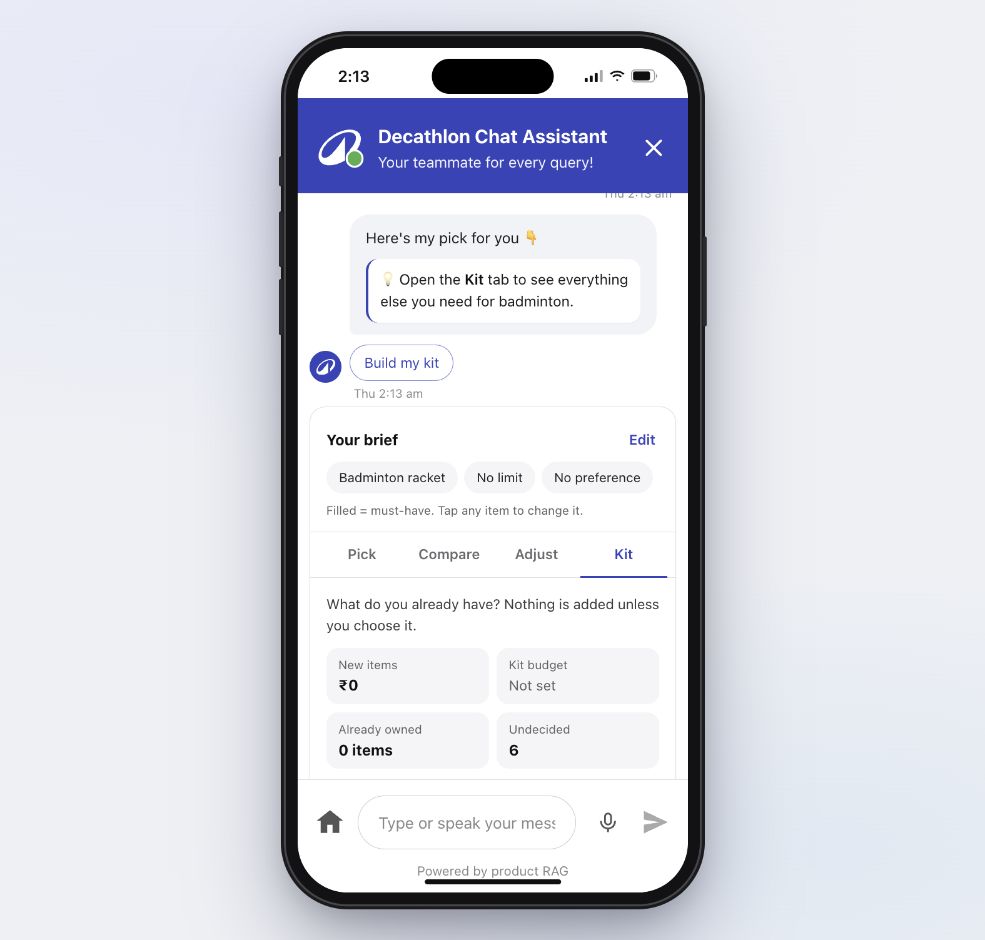 2:13
Decathlon Chat Assistant
Your teammate for every query!
Thu 2:13 am
Here's my pick for you 👇
💡 Open the Kit tab to see everything
else you need for badminton.
Build my kit
Thu 2:13 am
Your brief
Edit
Badminton racket
No limit
No preference
Filled = must-have. Tap any item to change it.
Pick
Compare
Adjust
Kit
What do you already have? Nothing is added unless
you choose it.
New items
₹0
Kit budget
Not set
Already owned
0 items
Undecided
6
Type or speak your mess
Powered by product RAG